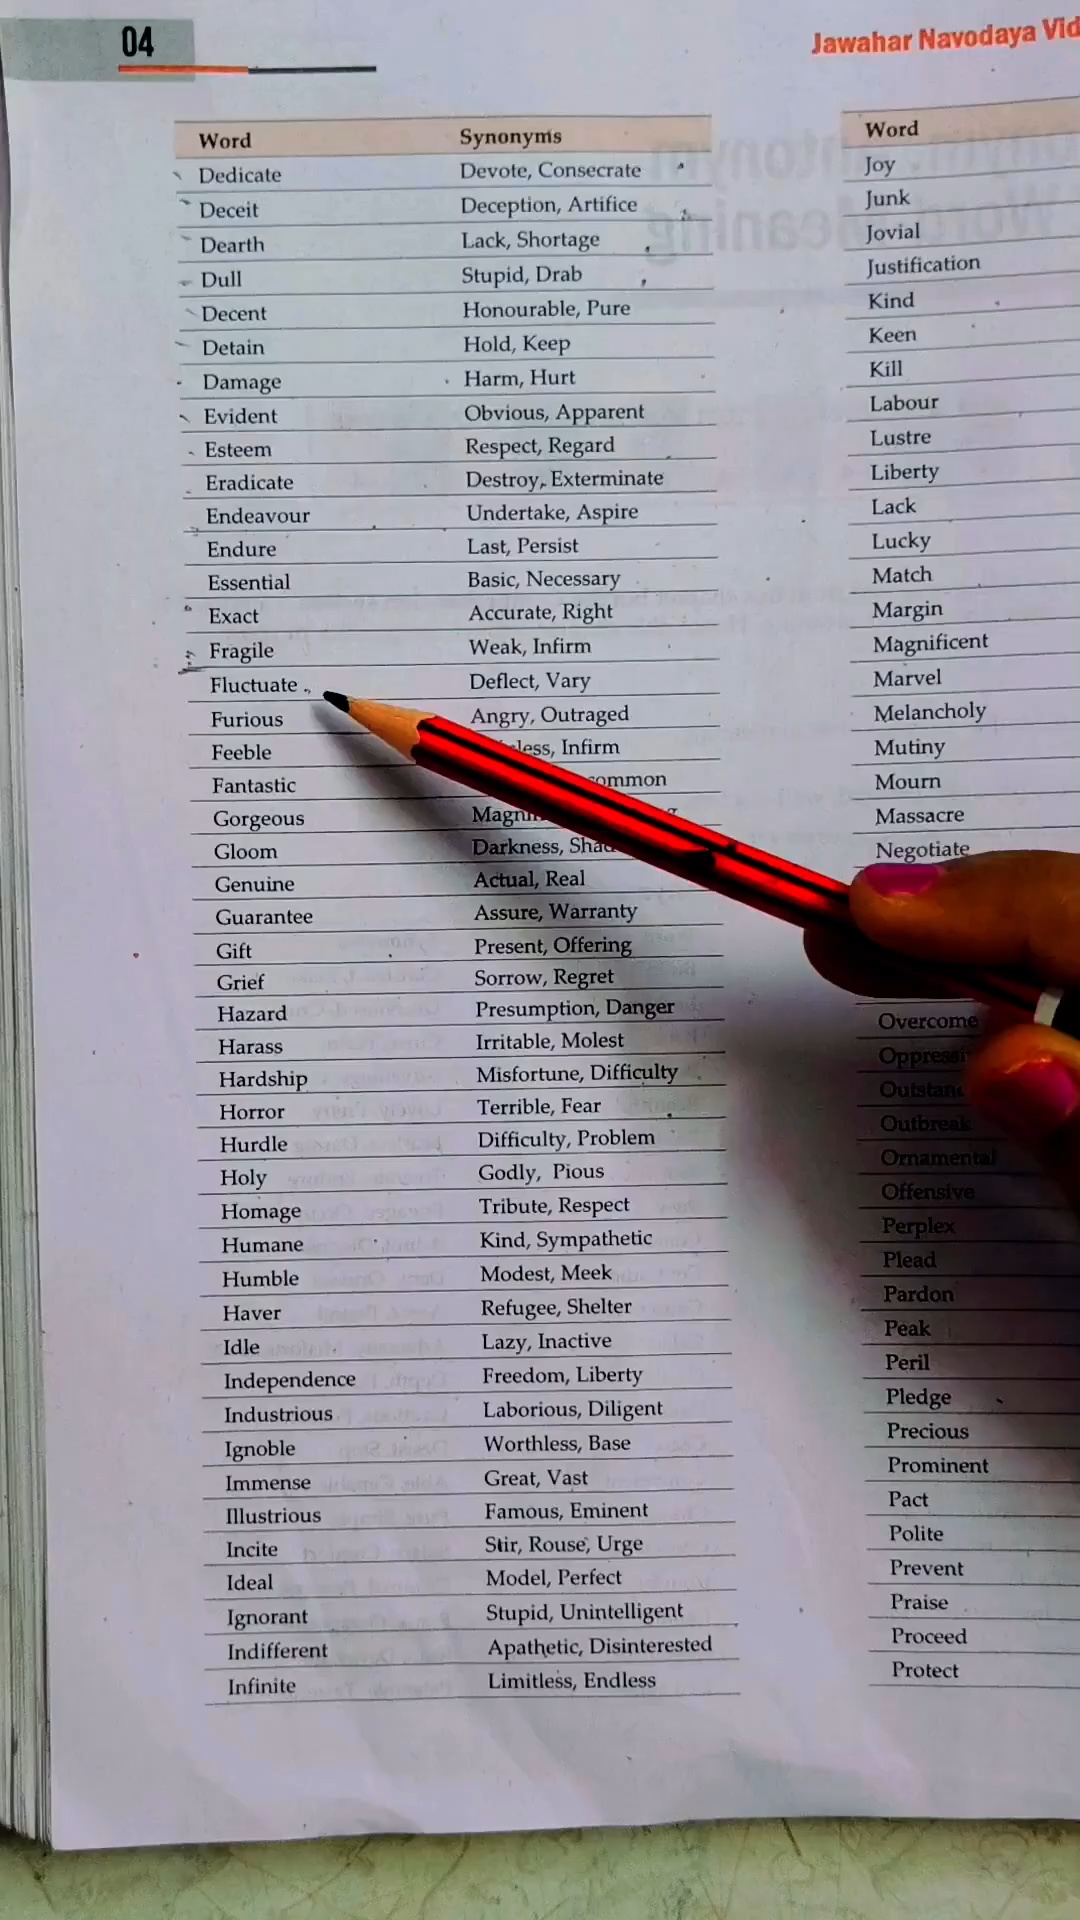 04
Jawahar Navodaya Vid
Word Synonyms
Dedicate Devote, Consecrate
Deceit Deception, Artifice
Dearth Lack, Shortage
Dull Stupid, Drab
Decent Honourable, Pure
Detain Hold, Keep
Damage Harm, Hurt
Evident Obvious, Apparent
Esteem Respect, Regard
Eradicate Destroy, Exterminate
Endeavour Undertake, Aspire
Endure Last, Persist
Essential Basic, Necessary
Exact Accurate, Right
Fragile Weak, Infirm
Fluctuate Deflect, Vary
Furious Angry, Outraged
Feeble Infirm
Fantastic
Gorgeous
Gloom Darkness,
Genuine Actual, Real
Guarantee Assure, Warranty
Gift Present, Offering
Grief Sorrow, Regret
Hazard Presumption, Danger
Harass Irritable, Molest
Hardship Misfortune, Difficulty
Horror Terrible, Fear
Hurdle Difficulty, Problem
Holy Godly, Pious
Homage Tribute, Respect
Humane Kind, Sympathetic
Humble Modest, Meek
Haver Refugee, Shelter
Idle Lazy, Inactive
Independence Freedom, Liberty
Industrious Laborious, Diligent
Ignoble Worthless, Base
Immense Great, Vast
Illustrious Famous, Eminent
Incite Stir, Rouse, Urge
Ideal Model, Perfect
Ignorant Stupid, Unintelligent
Indifferent Apathetic, Disinterested
Infinite Limitless, Endless
Word
Joy
Junk
Jovial
Justification
Kind
Keen
Kill
Labour
Lustre
Liberty
Lack
Lucky
Match
Margin
Magnificent
Marvel
Melancholy
Mutiny
Mourn
Massacre
Negotiate
Overcome
Outbreak
Ornamental
Offensive
Perplex
Plead
Pardon
Peak
Peril
Pledge
Precious
Prominent
Pact
Polite
Prevent
Praise
Proceed
Protect